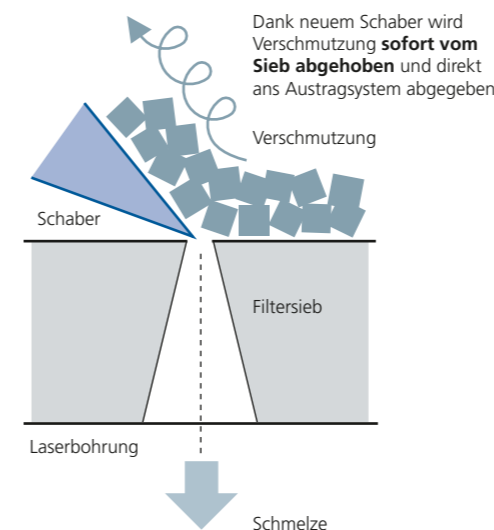 Dank neuem Schaber wird
Verschmutzung sofort vom
Sieb abgehoben und direkt
ans Austragsystem abgegeben
Verschmutzung
Schaber
Filtersieb
Laserbohrung
Schmelze